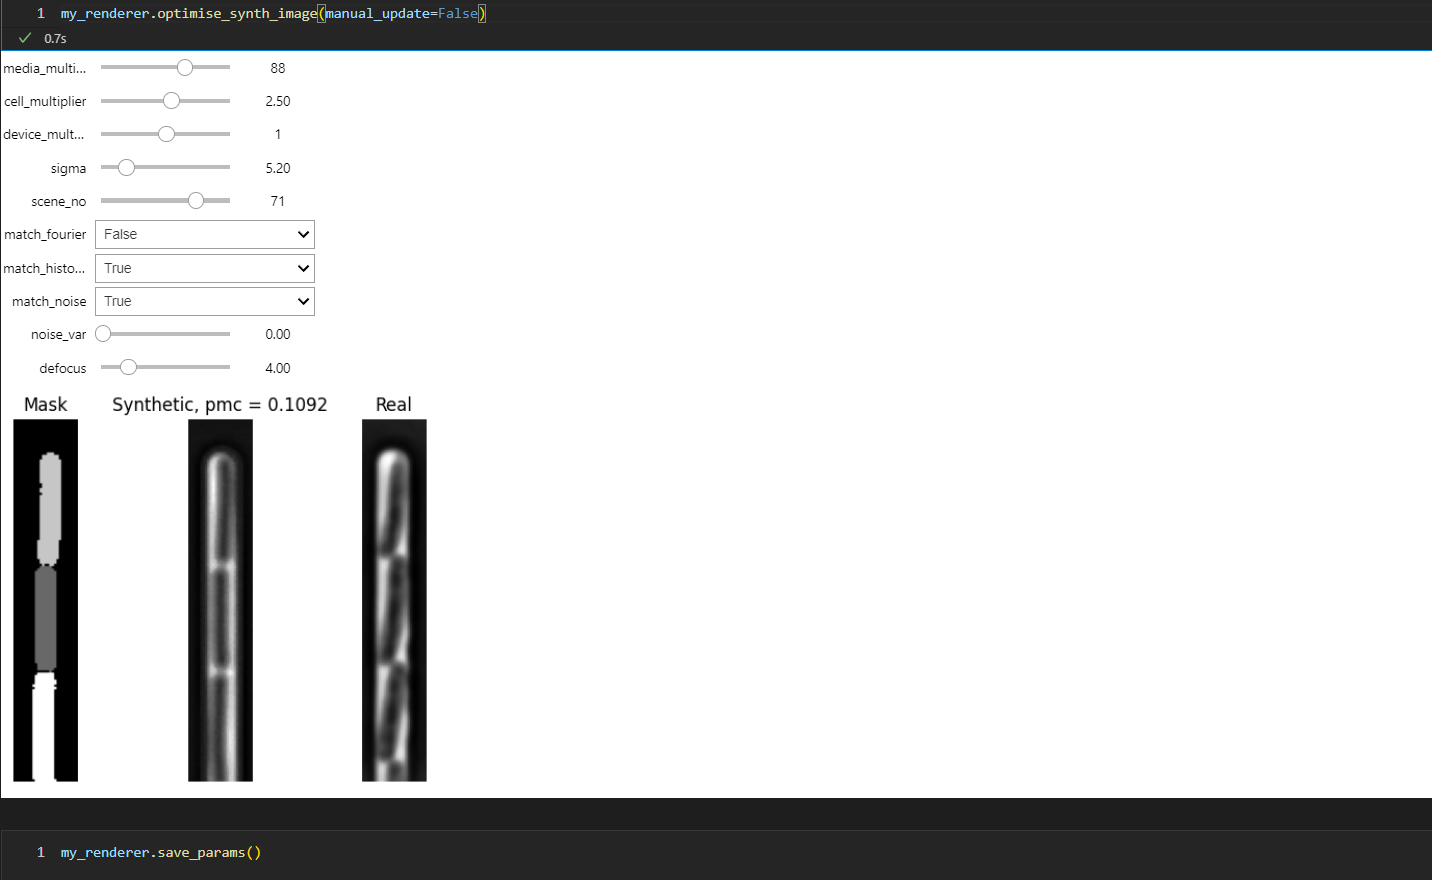 1 my_renderer.optimise_synth_image(manual_update=False)
0.7s
media_multi... 88
cell_multiplier 2.50
device_mult... 1
sigma 5.20
scene_no 71
match_fourier False
match_histo... True
match_noise True
noise_var 0.00
defocus 4.00
Mask Synthetic, pmc = 0.1092 Real
1 my_renderer.save_params()